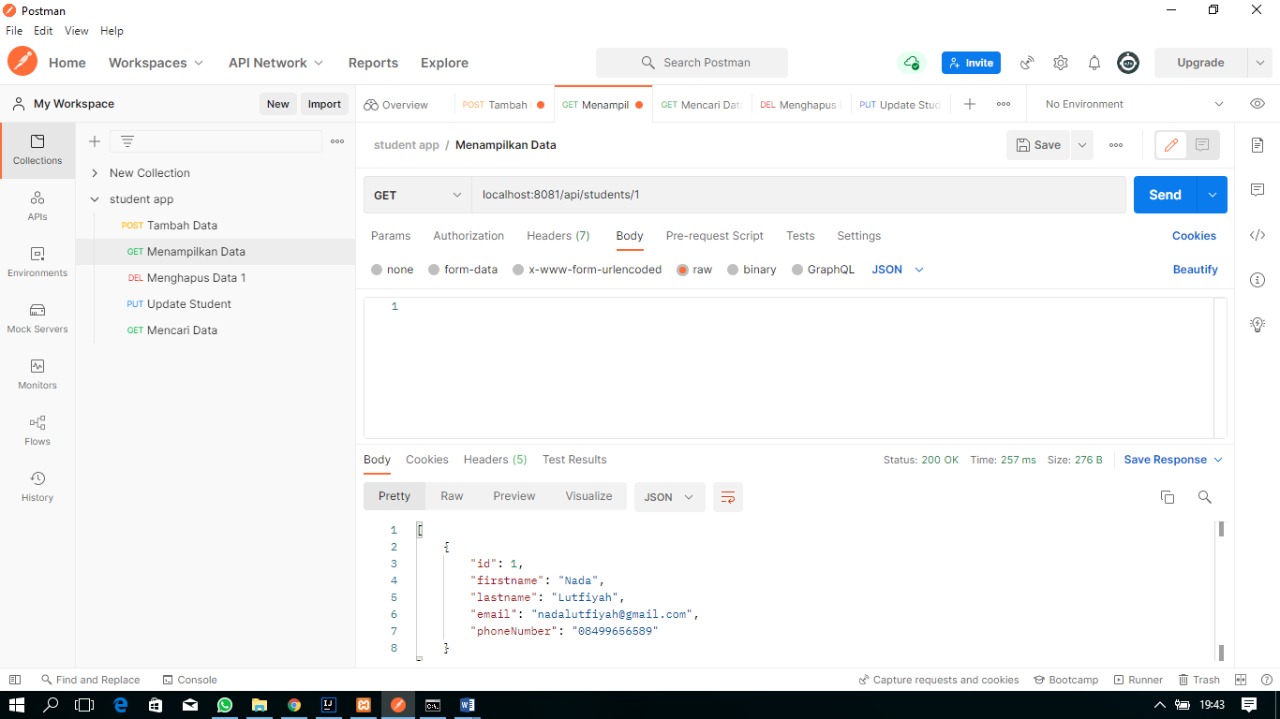 Postman
File Edit View Help
Home Workspaces API Network Reports Explore Search Postman Invite Upgrade
My Workspace New Import Overview POST Tambah GET Menampil GET Mencari Dat DEL Menghapus PUT Update Stud No Environment
student app / Menampilkan Data Save
Collections
APIs
Environments
Mock Servers
Monitors
Flows
History
New Collection
student app
POST Tambah Data
GET Menampilkan Data
DEL Menghapus Data 1
PUT Update Student
GET Mencari Data
GET localhost:8081/api/students/1 Send
Params Authorization Headers (7) Body Pre-request Script Tests Settings Cookies
none form-data x-www-form-urlencoded raw binary GraphQL JSON Beautify
1
Body Cookies Headers (5) Test Results Status: 200 OK Time: 257 ms Size: 276 B Save Response
Pretty Raw Preview Visualize JSON
1 [
2 {
3 "id": 1,
4 "firstname": "Nada",
5 "lastname": "Lutfiyah",
6 "email": "nadalutfiyah@gmail.com",
7 "phoneNumber": "08499656589"
8 }
Find and Replace Console Capture requests and cookies Bootcamp Runner Trash
19:43